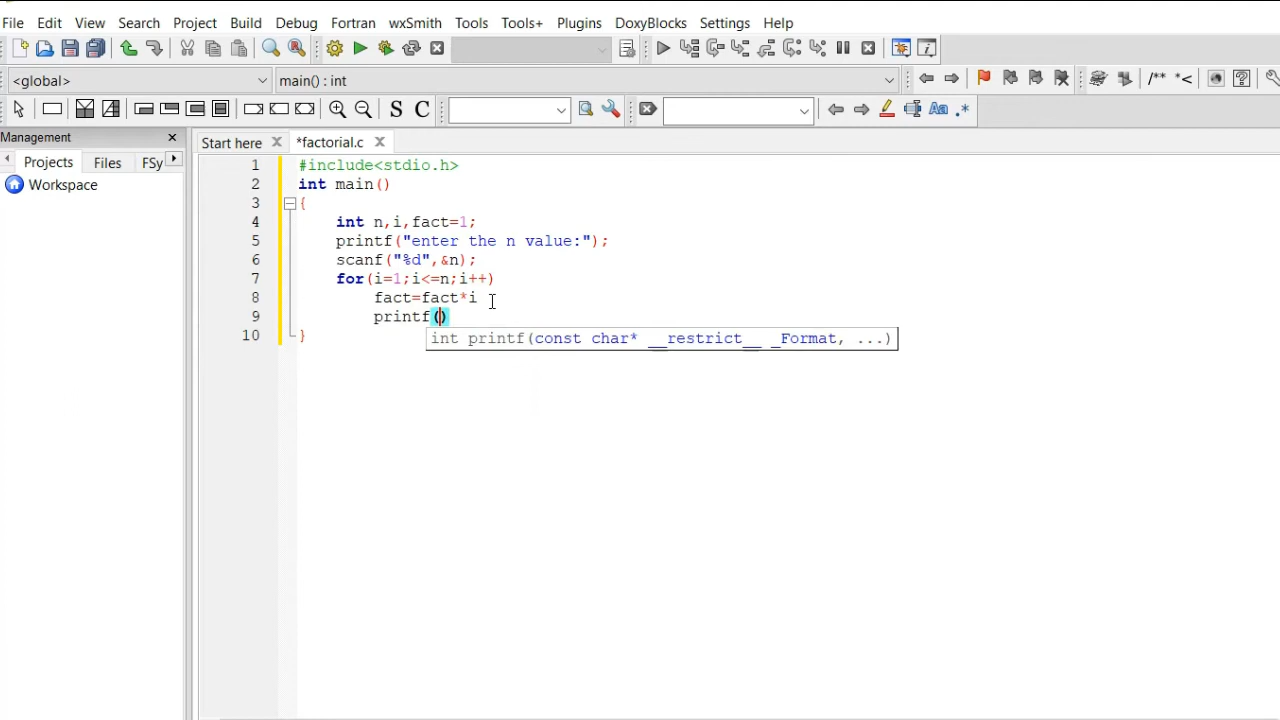 File Edit View Search Project Build Debug Fortran wxSmith Tools Tools+ Plugins DoxyBlocks Settings Help
<global> main() : int /** *<
S C Aa .*
Management
Start here *factorial.c
Projects Files FSy
Workspace
1 #include<stdio.h>
2 int main()
3 {
4 int n,i,fact=1;
5 printf("enter the n value:");
6 scanf("%d",&n);
7 for(i=1;i<=n;i++)
8 fact=fact*i
9 printf()
int printf(const char* __restrict__ _Format, ...)
10 }